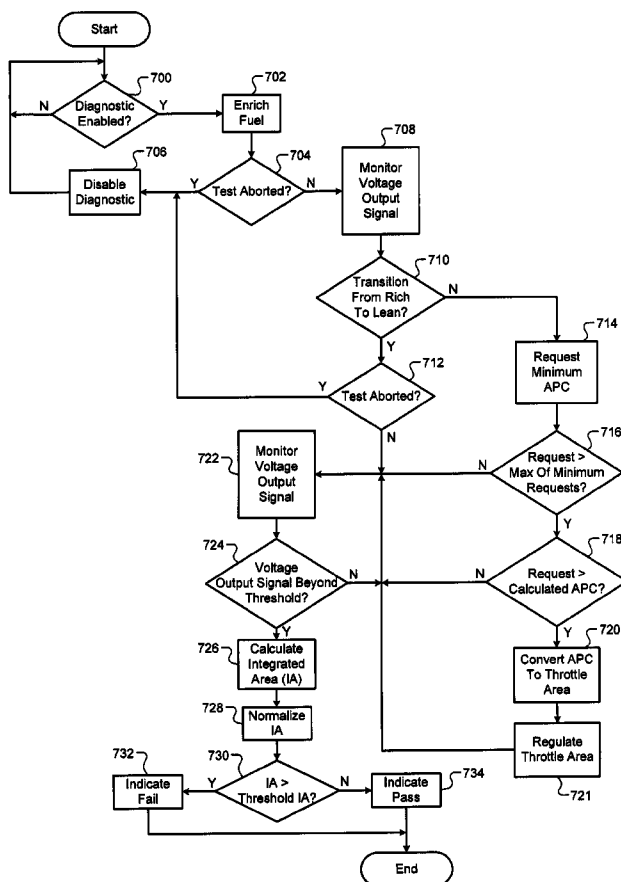 Start
700
Diagnostic
Enabled?
N
Y
702
Enrich
Fuel
704
Test Aborted?
Y
N
706
Disable
Diagnostic
708
Monitor
Voltage
Output
Signal
710
Transition
From Rich
To Lean?
N
Y
712
Test Aborted?
Y
N
714
Request
Minimum
APC
716
Request >
Max Of Minimum
Requests?
N
Y
718
Request >
Calculated APC?
N
Y
720
Convert APC
To Throttle
Area
Regulate
Throttle Area
721
722
Monitor
Voltage
Output
Signal
724
Voltage
Output Signal Beyond
Threshold?
N
Y
726
Calculate
Integrated
Area (IA)
728
Normalize
IA
730
IA >
Threshold IA?
Y
N
732
Indicate
Fail
734
Indicate
Pass
End